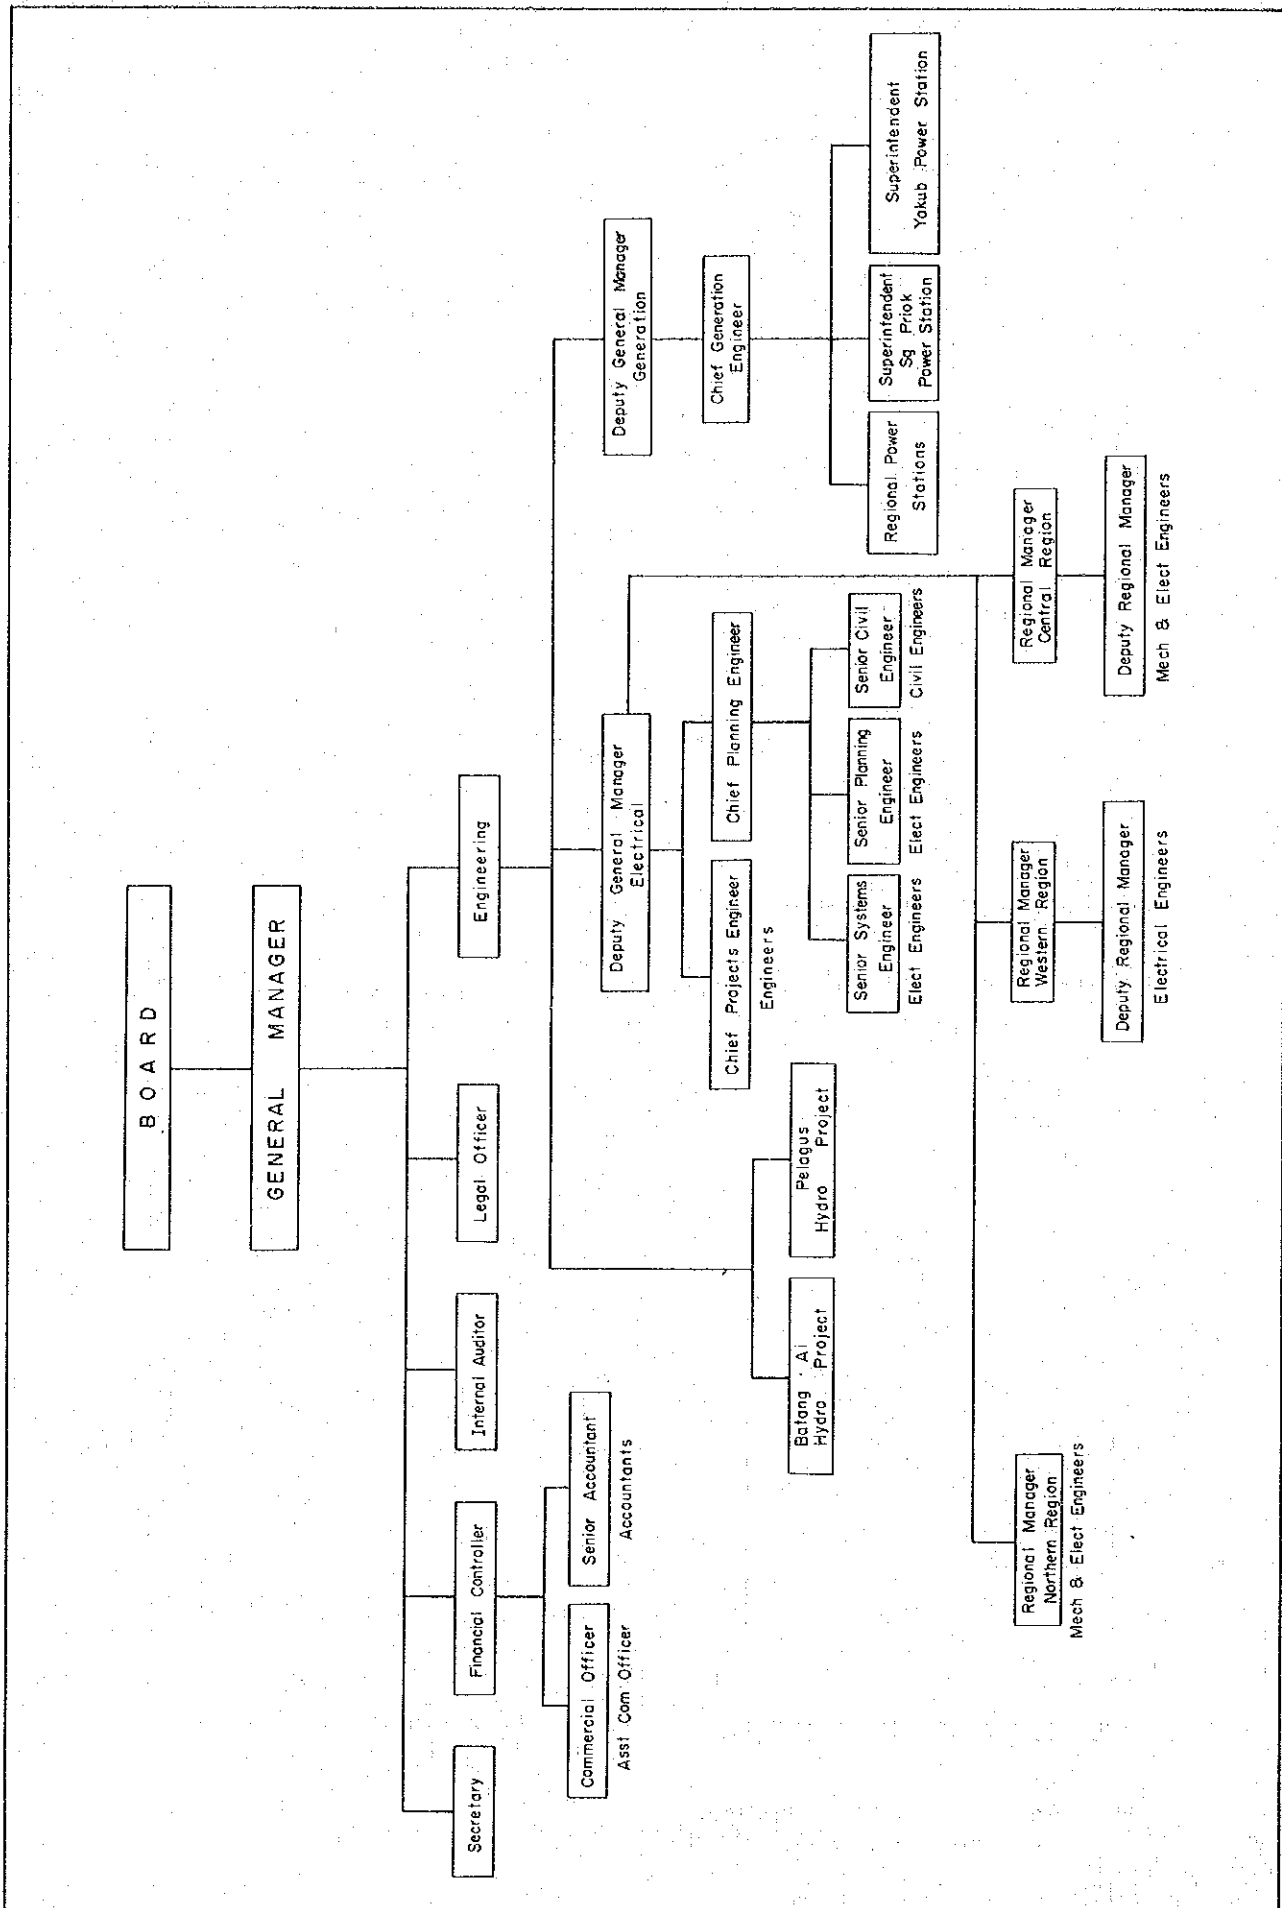 BOARD
GENERAL MANAGER
Secretary
Financial Controller
Internal Auditor
Legal Officer
Engineering
Commercial Officer
Asst Com Officer
Senior Accountant
Accountants
Deputy General Manager
Electrical
Deputy General Manager
Generation
Chief Projects Engineer
Engineers
Chief Planning Engineer
Chief Generation
Engineer
Batang Ai
Hydro Project
Pelagus
Hydro Project
Senior Systems
Engineer
Elect Engineers
Senior Planning
Engineer
Elect Engineers
Senior Civil
Engineer
Civil Engineers
Regional Power
Stations
Superintendent
Sg Priok
Power Station
Superintendent
Yakub Power Station
Regional Manager
Northern Region
Mech & Elect Engineers
Regional Manager
Western Region
Regional Manager
Central Region
Deputy Regional Manager
Electrical Engineers
Deputy Regional Manager
Mech & Elect Engineers